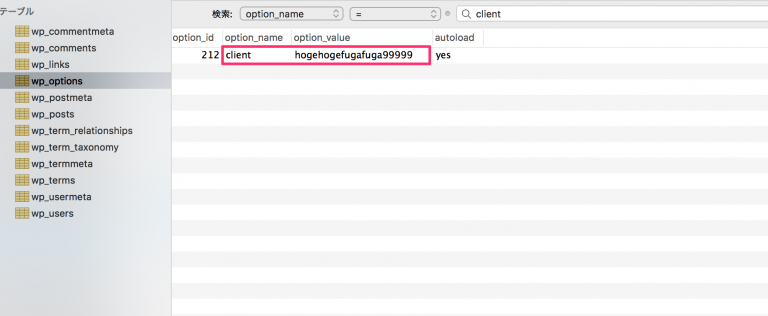 テーブル
wp_commentmeta
wp_comments
wp_links
wp_options
wp_postmeta
wp_posts
wp_term_relationships
wp_term_taxonomy
wp_termmeta
wp_terms
wp_usermeta
wp_users
検索: option_name = client
option_id option_name option_value autoload
212 client hogehogefugafuga99999 yes